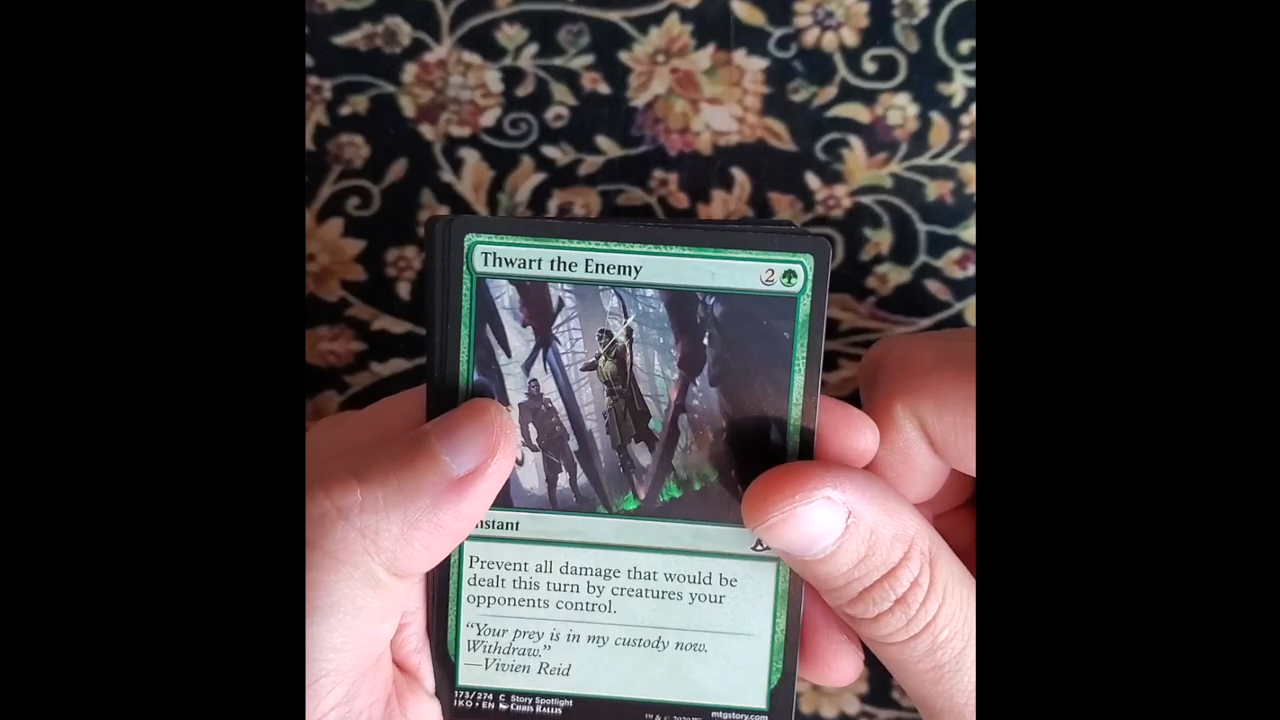 Thwart the Enemy 2
nstant
Prevent all damage that would be
dealt this turn by creatures your
opponents control.
"Your prey is in my custody now.
Withdraw."
—Vivien Reid
173/274 C Story Spotlight
IKO • EN Chris Rallis
mtgstory.com